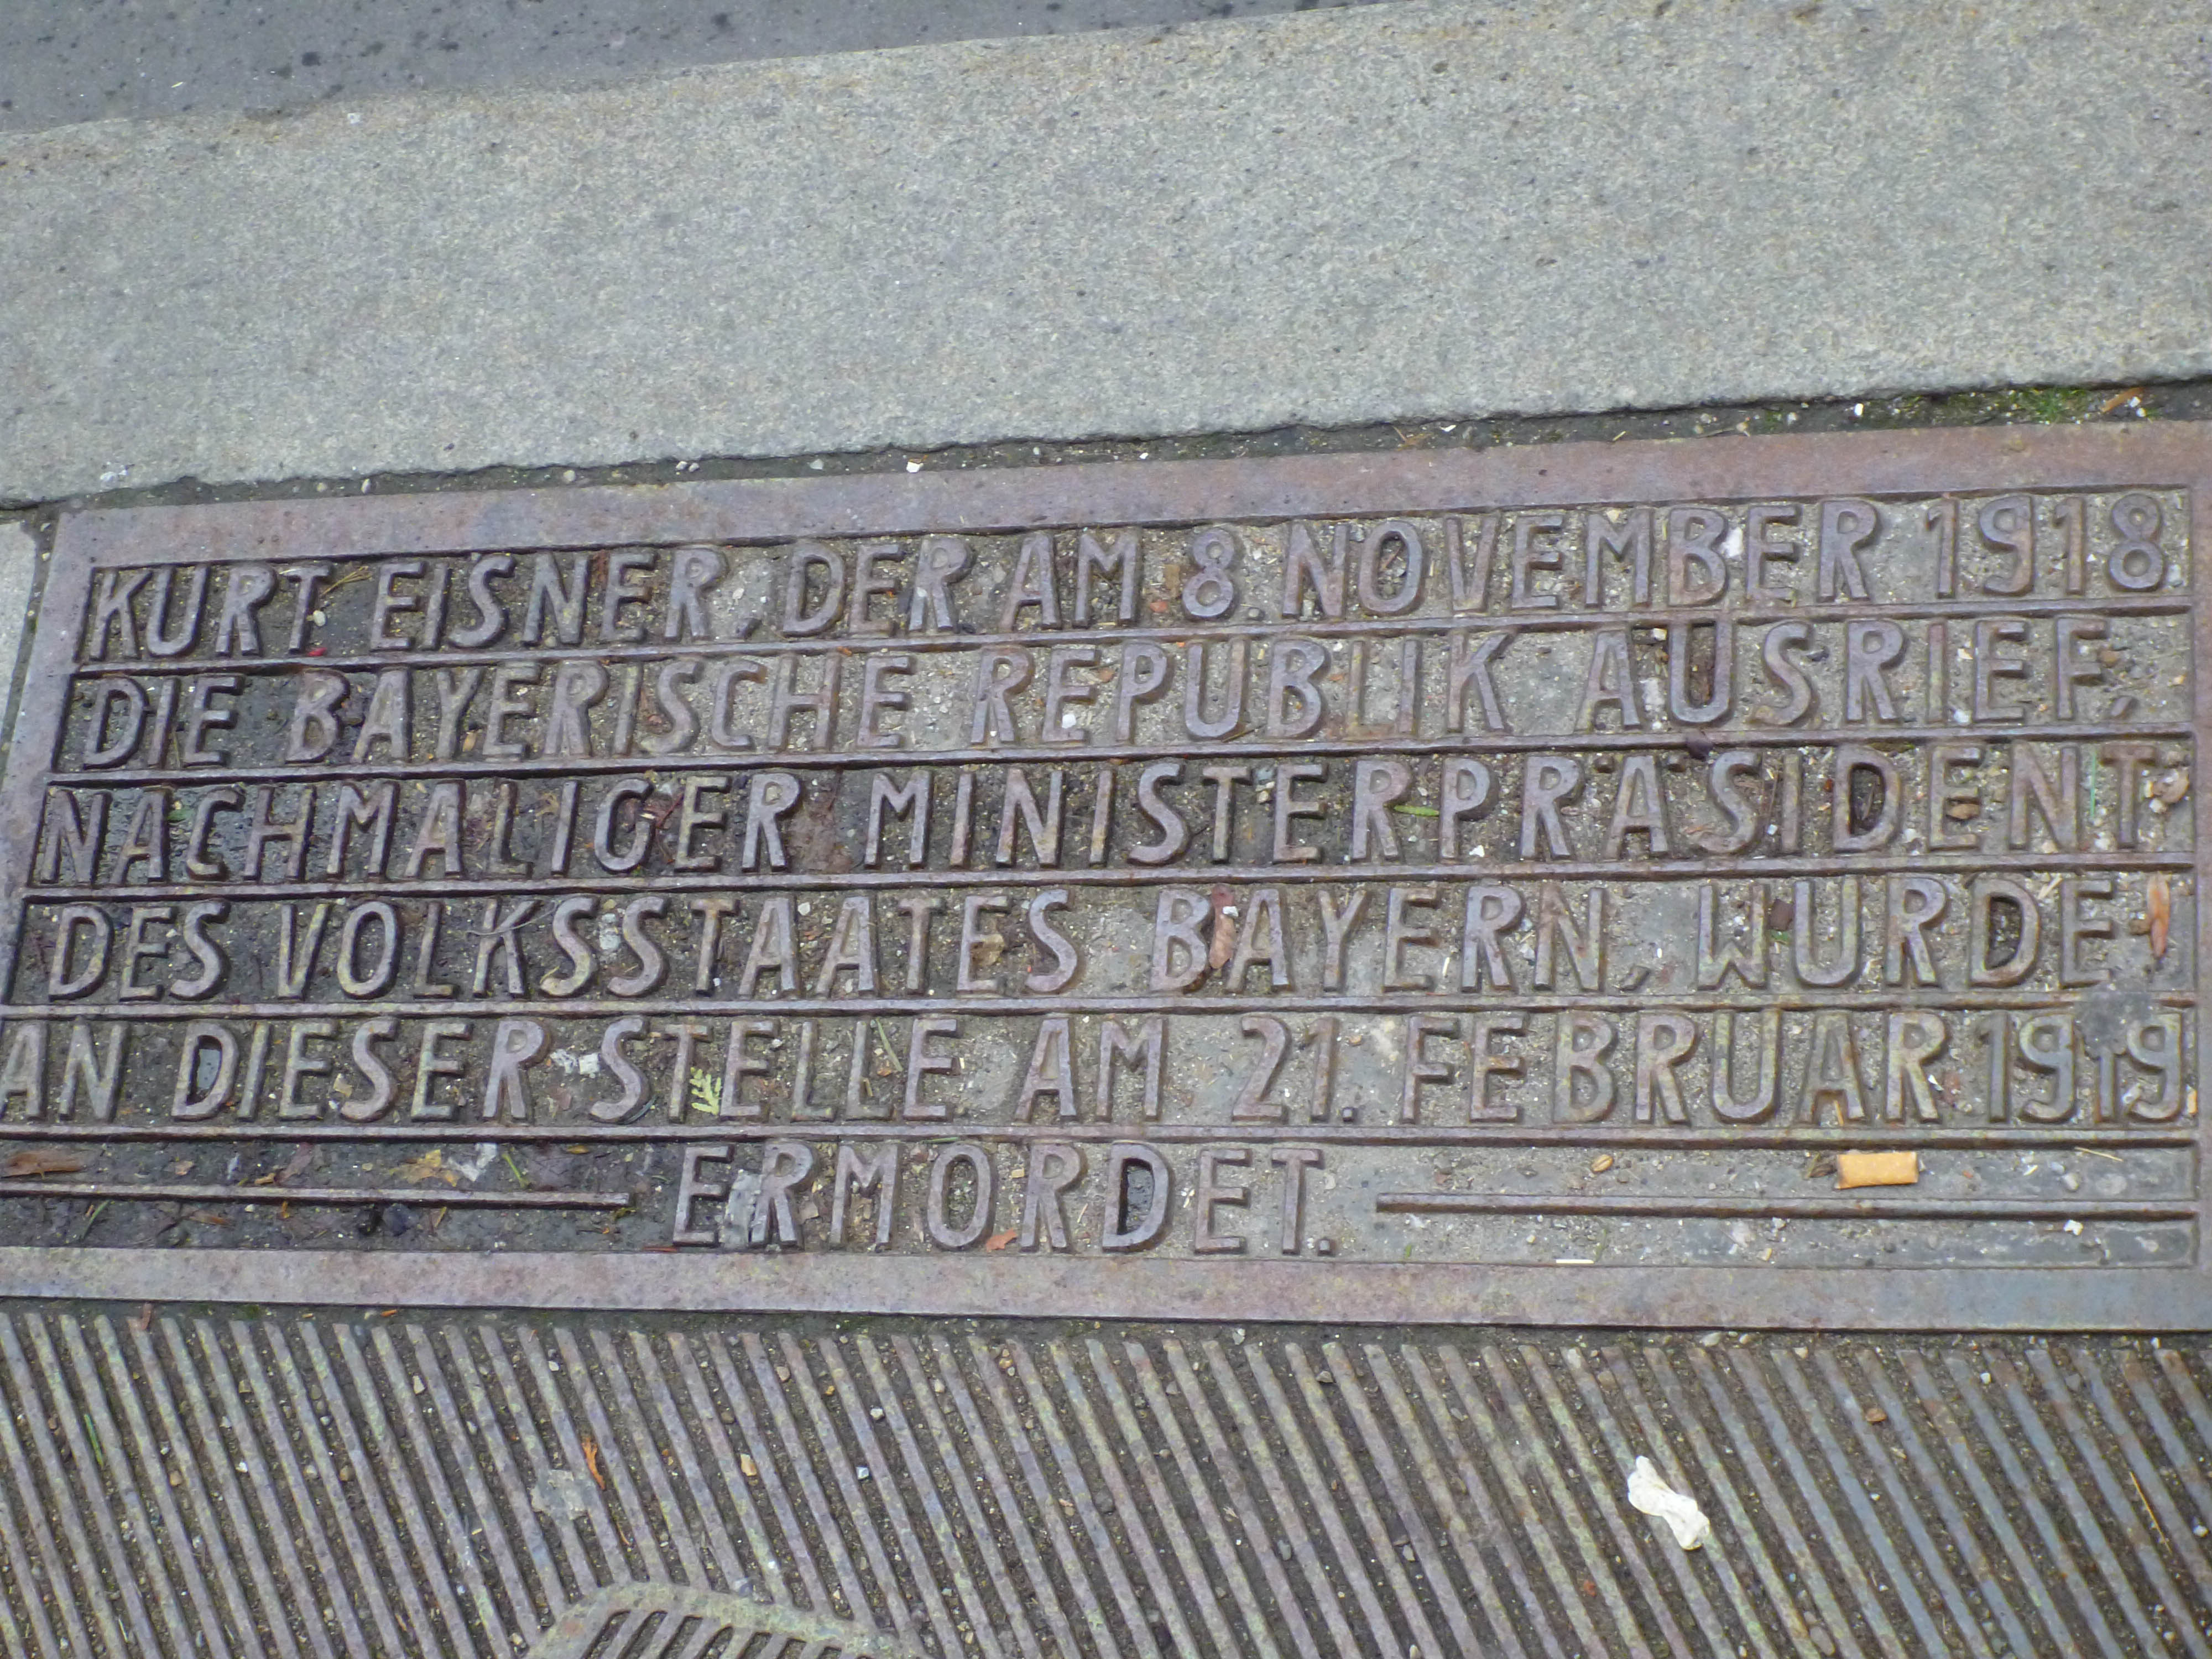 KURT EISNER, DER AM 8. NOVEMBER 1918
DIE BAYERISCHE REPUBLIK AUSRIEF,
NACHMALIGER MINISTERPRÄSIDENT
DES VOLKSSTAATES BAYERN, WURDE
AN DIESER STELLE AM 21. FEBRUAR 1919
ERMORDET.